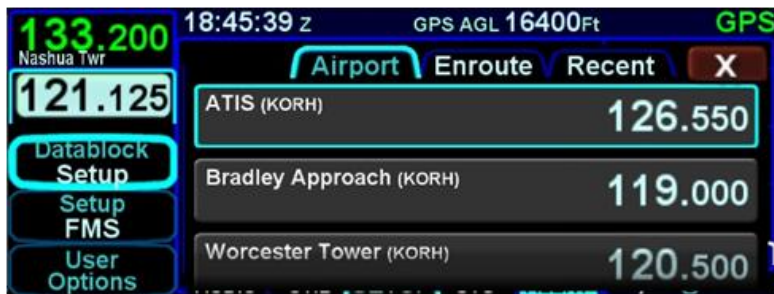 18:45:39 Z GPS AGL 16400Ft GPS
133.200
Nashua Twr
121.125
Datablock
Setup
Setup
FMS
User
Options
Airport Enroute Recent X
ATIS (KORH) 126.550
Bradley Approach (KORH) 119.000
Worcester Tower (KORH) 120.500